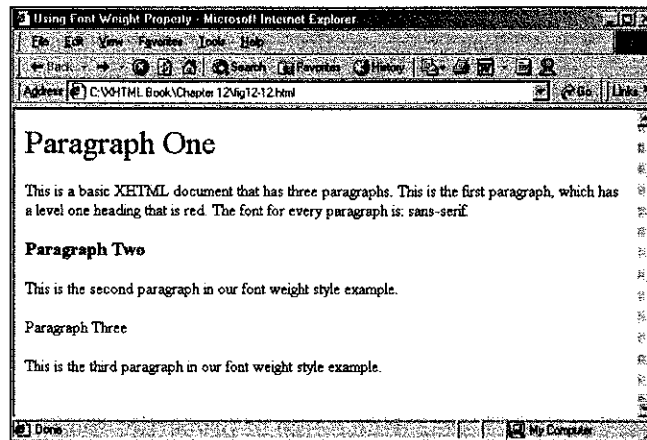 Using Font Weight Property - Microsoft Internet Explorer
File Edit View Favorites Tools Help
Back Search Favorites History
Address C:\XHTML Book\Chapter 12\fig12-12.html Go Links
Paragraph One
This is a basic XHTML document that has three paragraphs. This is the first paragraph, which has
a level one heading that is red. The font for every paragraph is: sans-serif.
Paragraph Two
This is the second paragraph in our font weight style example.
Paragraph Three
This is the third paragraph in our font weight style example.
Done My Computer